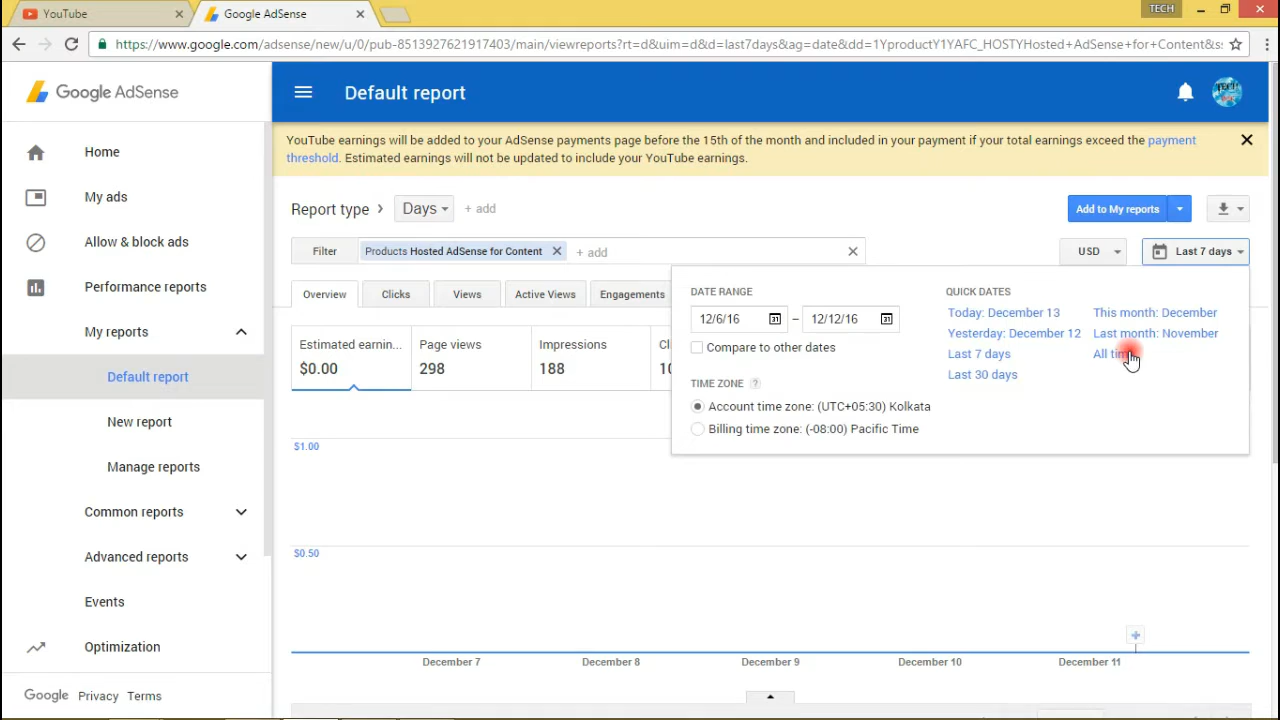 YouTube
Google AdSense
TECH
https://www.google.com/adsense/new/u/0/pub-8513927621917403/main/viewreports?rt=d&uim=d&d=last7days&ag=date&dd=1YproductY1YAFC_HOSTYHosted+AdSense+for+Content&s
Google AdSense
Default report
YouTube earnings will be added to your AdSense payments page before the 15th of the month and included in your payment if your total earnings exceed the payment
threshold. Estimated earnings will not be updated to include your YouTube earnings.
Home
My ads
Allow & block ads
Performance reports
My reports
Default report
New report
Manage reports
Common reports
Advanced reports
Events
Optimization
Google Privacy Terms
Report type > Days + add
Add to My reports
Filter Products Hosted AdSense for Content + add
USD Last 7 days
Overview Clicks Views Active Views Engagements
Estimated earnin... Page views Impressions
$0.00 298 188
DATE RANGE
12/6/16 – 12/12/16
Compare to other dates
TIME ZONE ?
Account time zone: (UTC+05:30) Kolkata
Billing time zone: (-08:00) Pacific Time
QUICK DATES
Today: December 13 This month: December
Yesterday: December 12 Last month: November
Last 7 days All
Last 30 days
$1.00
$0.50
December 7 December 8 December 9 December 10 December 11